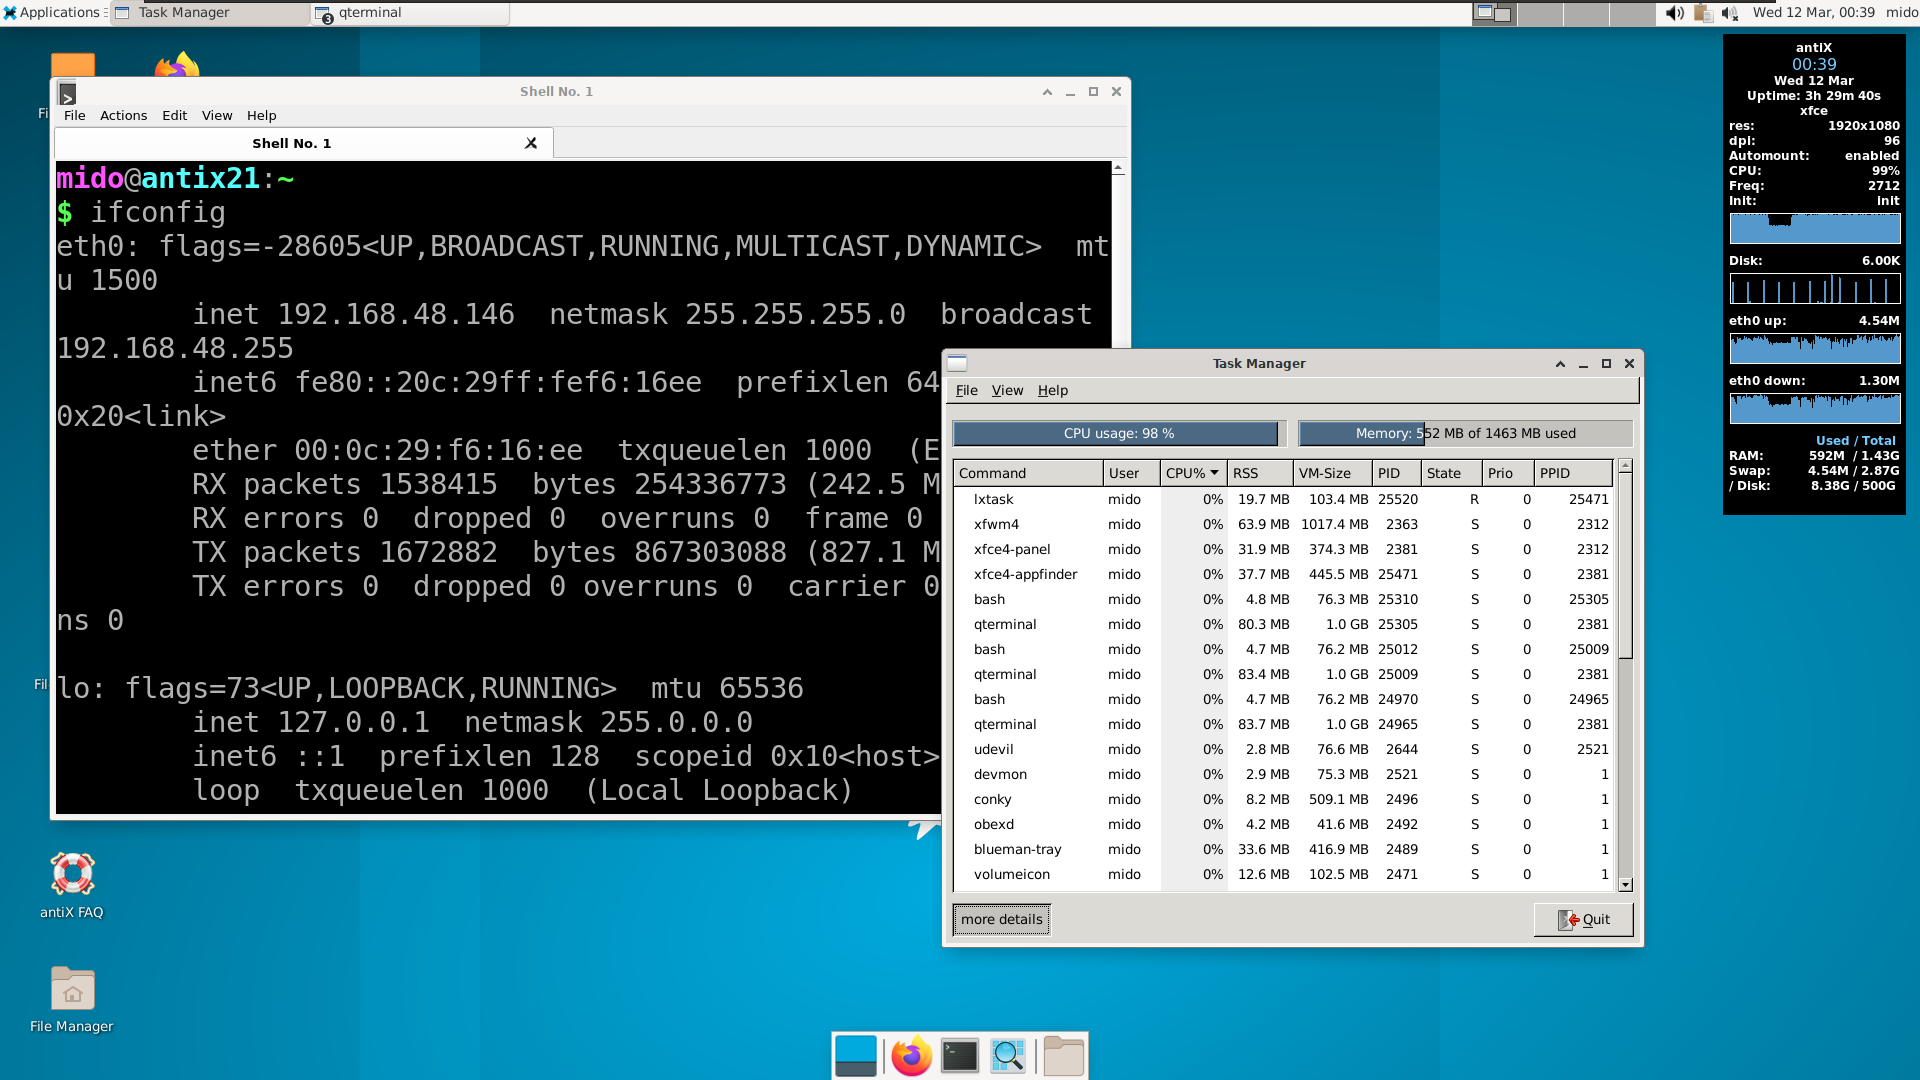 Applications
Task Manager
3
qterminal
Wed 12 Mar, 00:39
mido
antiX
00:39
Wed 12 Mar
Uptime: 3h 29m 40s
xfce
res: 1920x1080
dpi: 96
Automount: enabled
CPU: 99%
Freq: 2712
Init: init
Disk: 6.00K
eth0 up: 4.54M
eth0 down: 1.30M
Used / Total
RAM: 592M / 1.43G
Swap: 4.54M / 2.87G
/ Disk: 8.38G / 500G
Fi
Shell No. 1
File Actions Edit View Help
Shell No. 1
mido@antix21:~
$ ifconfig
eth0: flags=-28605<UP,BROADCAST,RUNNING,MULTICAST,DYNAMIC> mt
u 1500
inet 192.168.48.146 netmask 255.255.255.0 broadcast
192.168.48.255
inet6 fe80::20c:29ff:fef6:16ee prefixlen 64
0x20<link>
ether 00:0c:29:f6:16:ee txqueuelen 1000 (E
RX packets 1538415 bytes 254336773 (242.5 M
RX errors 0 dropped 0 overruns 0 frame 0
TX packets 1672882 bytes 867303088 (827.1 M
TX errors 0 dropped 0 overruns 0 carrier 0
ns 0
lo: flags=73<UP,LOOPBACK,RUNNING> mtu 65536
inet 127.0.0.1 netmask 255.0.0.0
inet6 ::1 prefixlen 128 scopeid 0x10<host>
loop txqueuelen 1000 (Local Loopback)
Fil
Task Manager
File View Help
CPU usage: 98 % Memory: 552 MB of 1463 MB used
Command User CPU% RSS VM-Size PID State Prio PPID
lxtask mido 0% 19.7 MB 103.4 MB 25520 R 0 25471
xfwm4 mido 0% 63.9 MB 1017.4 MB 2363 S 0 2312
xfce4-panel mido 0% 31.9 MB 374.3 MB 2381 S 0 2312
xfce4-appfinder mido 0% 37.7 MB 445.5 MB 25471 S 0 2381
bash mido 0% 4.8 MB 76.3 MB 25310 S 0 25305
qterminal mido 0% 80.3 MB 1.0 GB 25305 S 0 2381
bash mido 0% 4.7 MB 76.2 MB 25012 S 0 25009
qterminal mido 0% 83.4 MB 1.0 GB 25009 S 0 2381
bash mido 0% 4.7 MB 76.2 MB 24970 S 0 24965
qterminal mido 0% 83.7 MB 1.0 GB 24965 S 0 2381
udevil mido 0% 2.8 MB 76.6 MB 2644 S 0 2521
devmon mido 0% 2.9 MB 75.3 MB 2521 S 0 1
conky mido 0% 8.2 MB 509.1 MB 2496 S 0 1
obexd mido 0% 4.2 MB 41.6 MB 2492 S 0 1
blueman-tray mido 0% 33.6 MB 416.9 MB 2489 S 0 1
volumeicon mido 0% 12.6 MB 102.5 MB 2471 S 0 1
more details
Quit
antiX FAQ
File Manager